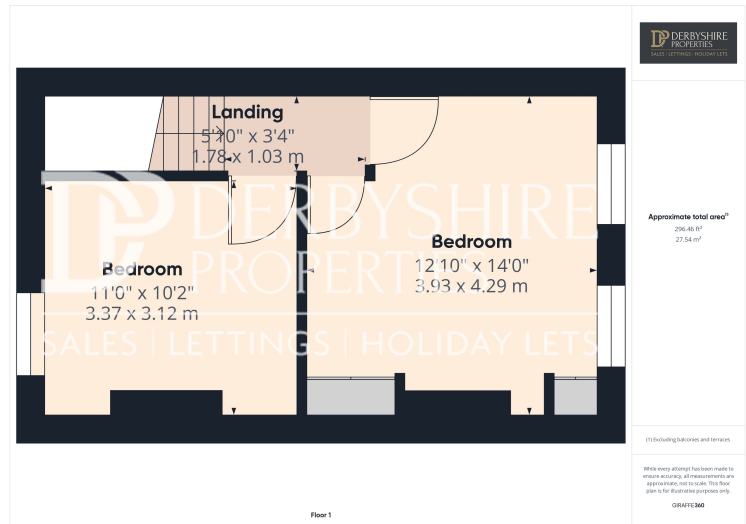 DP DERBYSHIRE
PROPERTIES
SALES | LETTINGS - HOLIDAY LETS
Landing
5'10" x 3'4"
1.78 x 1.03 m
DP DERBYSHIRE
PROPERTIES
SALES | LETTINGS | HOLIDAY LETS
Bedroom
11'0" x 10'2"
3.37 x 3.12 m
Bedroom
12'10" x 14'0"
3.93 x 4.29 m
Approximate total area⁽¹⁾
296.46 ft²
27.54 m²
(1) Excluding balconies and terraces
While every attempt has been made to
ensure accuracy, all measurements are
approximate, not to scale. This floor
plan is for illustrative purposes only.
GIRAFFE360
Floor 1